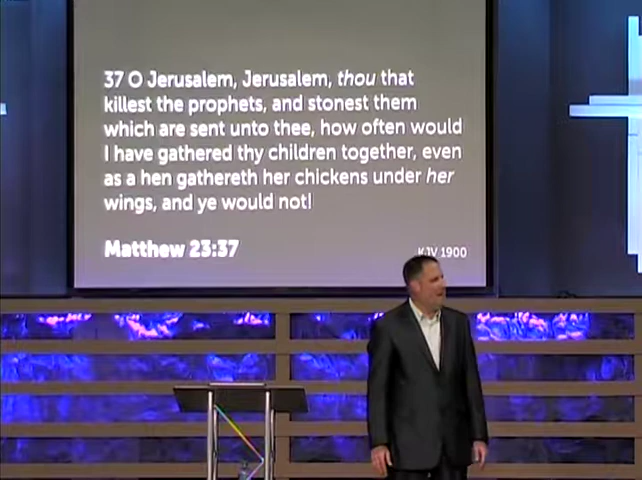 37 O Jerusalem, Jerusalem, thou that
killest the prophets, and stonest them
which are sent unto thee, how often would
I have gathered thy children together, even
as a hen gathereth her chickens under her
wings, and ye would not!
Matthew 23:37
KJV 1900